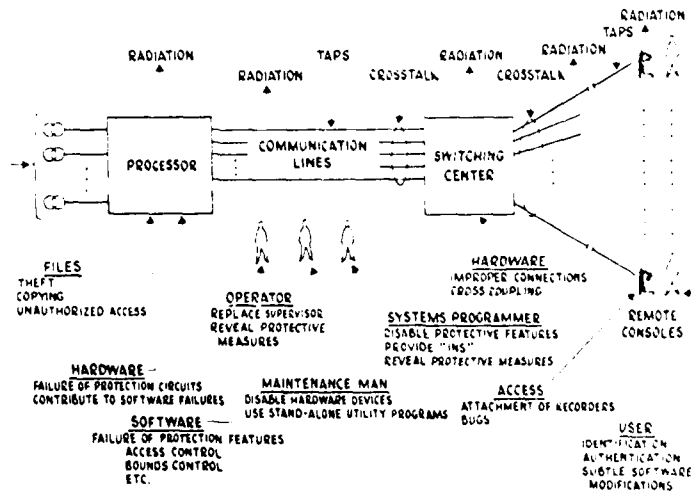 RADIATION
TAPS
RADIATION
RADIATION
TAPS
RADIATION
RADIATION
CROSSTALK
CROSSTALK
RADIATION
PROCESSOR
COMMUNICATION
LINES
SWITCHING
CENTER
FILES
THEFT
COPYING
UNAUTHORIZED ACCESS
OPERATOR
REPLACE SUPERVISOR
REVEAL PROTECTIVE
MEASURES
HARDWARE
IMPROPER CONNECTIONS
CROSS COUPLING
SYSTEMS PROGRAMMER
DISABLE PROTECTIVE FEATURES
PROVIDE "INS"
REVEAL PROTECTIVE MEASURES
REMOTE
CONSOLES
HARDWARE
FAILURE OF PROTECTION CIRCUITS
CONTRIBUTE TO SOFTWARE FAILURES
MAINTENANCE MAN
DISABLE HARDWARE DEVICES
USE STAND-ALONE UTILITY PROGRAMS
ACCESS
ATTACHMENT OF RECORDERS
BUGS
SOFTWARE
FAILURE OF PROTECTION FEATURES
ACCESS CONTROL
BOUNDS CONTROL
ETC.
USER
IDENTIFICATION
AUTHENTICATION
SUBTLE SOFTWARE
MODIFICATIONS